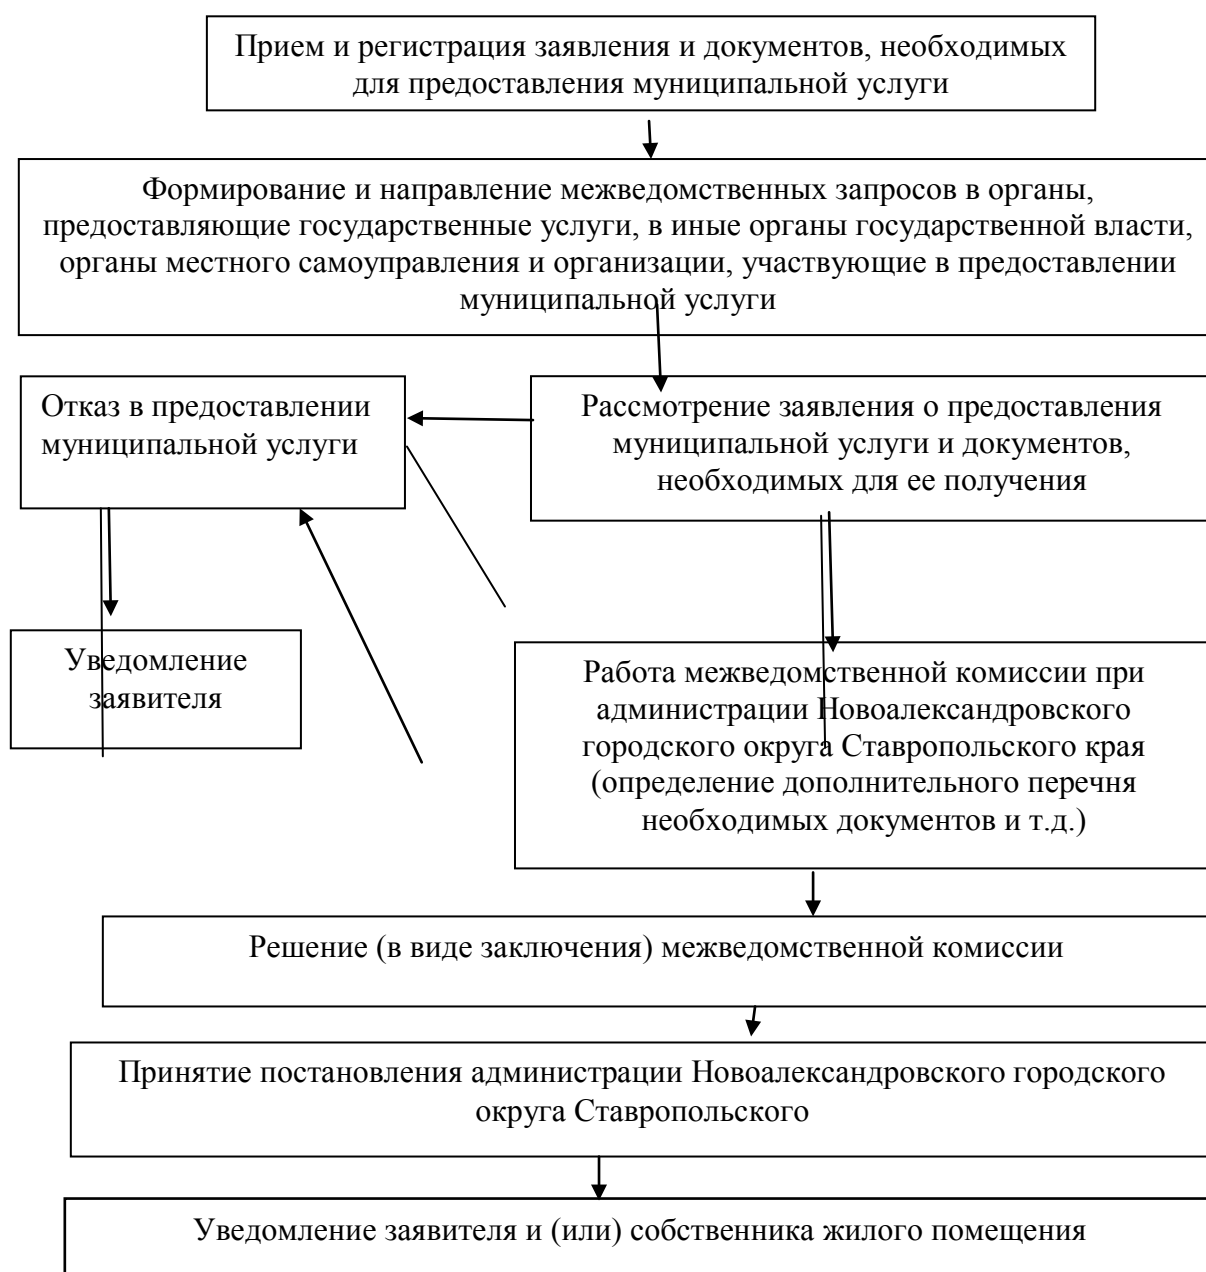 Прием и регистрация заявления и документов, необходимых
для предоставления муниципальной услуги
Формирование и направление межведомственных запросов в органы,
предоставляющие государственные услуги, в иные органы государственной власти,
органы местного самоуправления и организации, участвующие в предоставлении
муниципальной услуги
Отказ в предоставлении
муниципальной услуги
Рассмотрение заявления о предоставления
муниципальной услуги и документов,
необходимых для ее получения
Уведомление
заявителя
Работа межведомственной комиссии при
администрации Новоалександровского
городского округа Ставропольского края
(определение дополнительного перечня
необходимых документов и т.д.)
Решение (в виде заключения) межведомственной комиссии
Принятие постановления администрации Новоалександровского городского
округа Ставропольского
Уведомление заявителя и (или) собственника жилого помещения